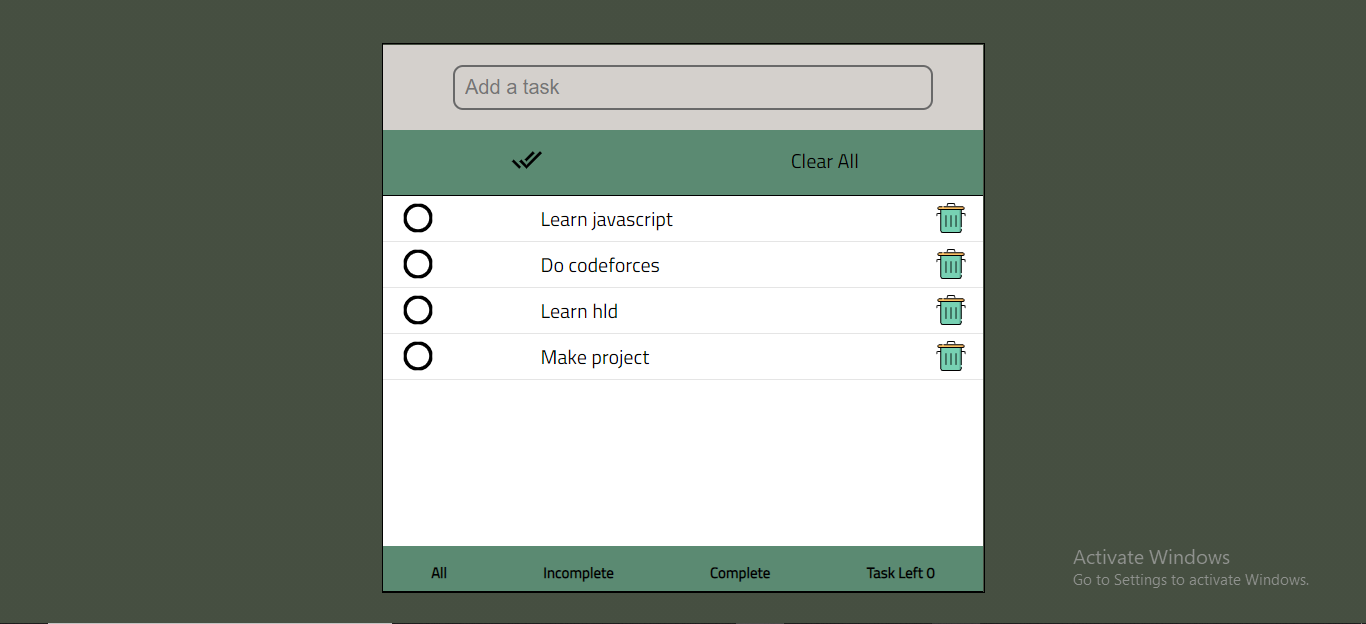 Add a task
Clear All
Learn javascript
Do codeforces
Learn hld
Make project
All Incomplete Complete Task Left 0
Activate Windows
Go to Settings to activate Windows.